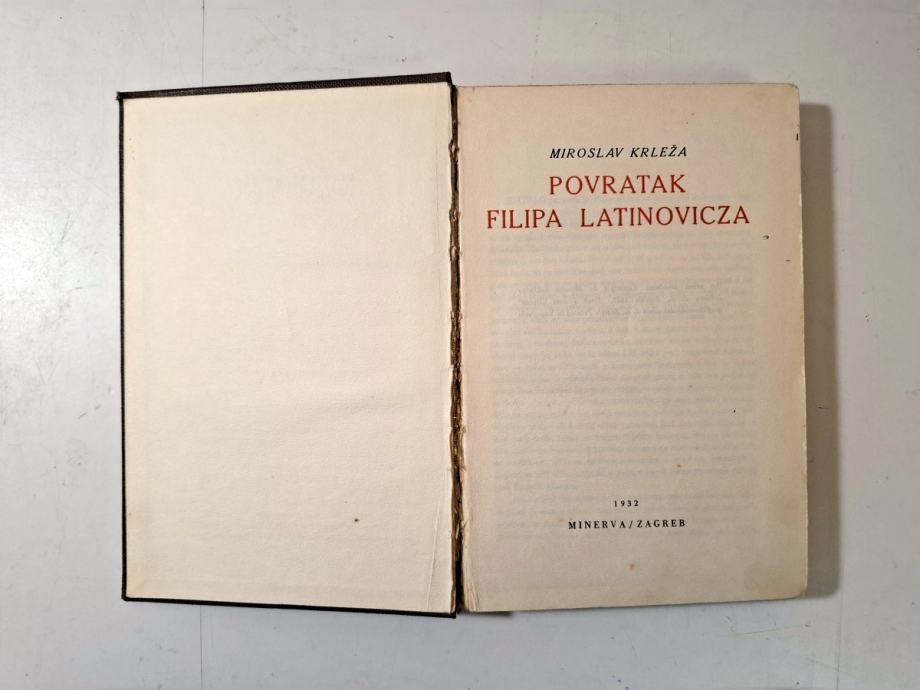 MIROSLAV KRLEŽA
POVRATAK
FILIPA LATINOVICZA
1932
MINERVA/ZAGREB